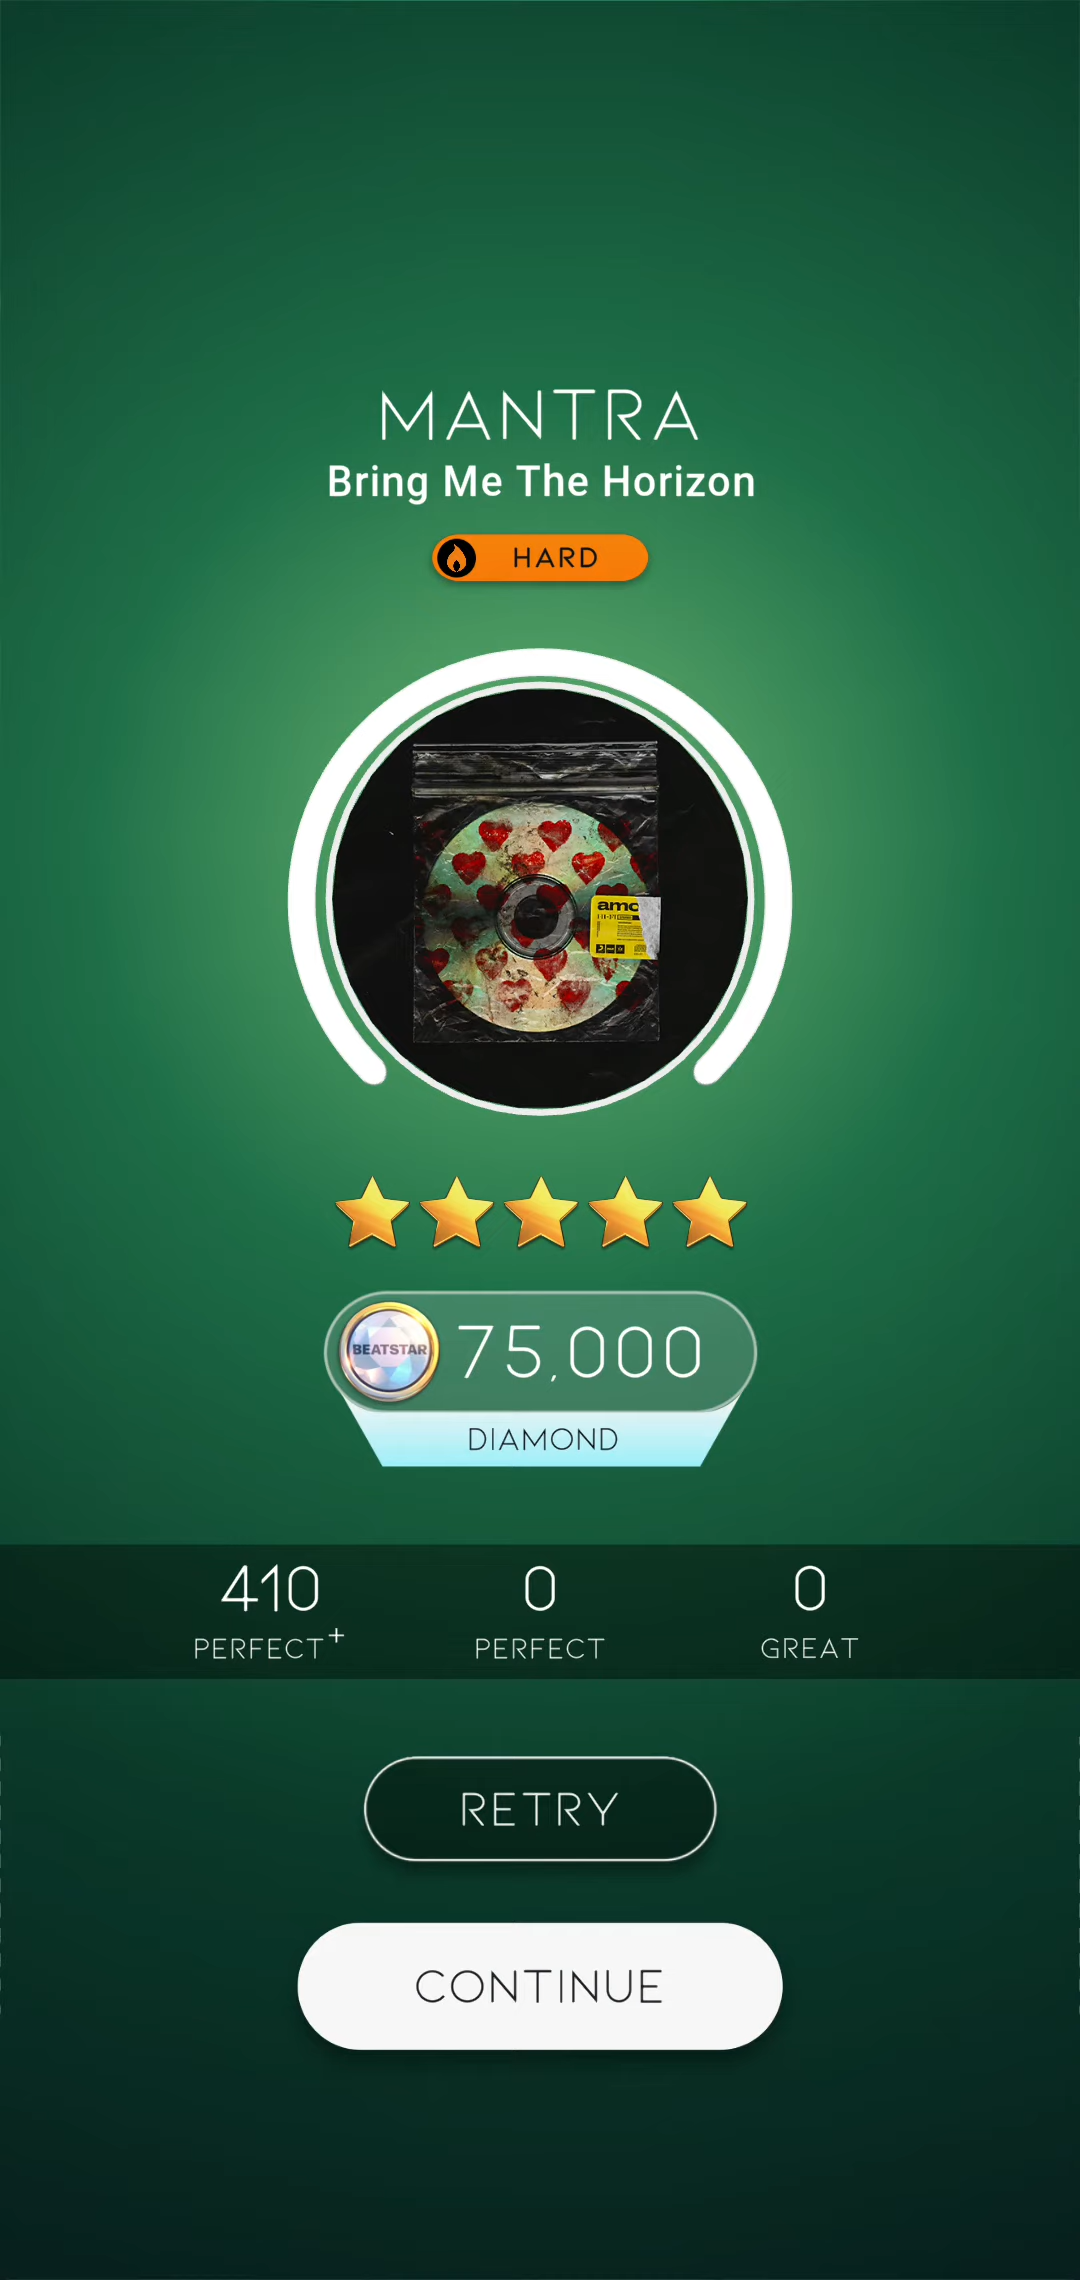 MANTRA
Bring Me The Horizon
HARD
amo
BEATSTAR
75,000
DIAMOND
410
0
0
PERFECT+
PERFECT
GREAT
RETRY
CONTINUE